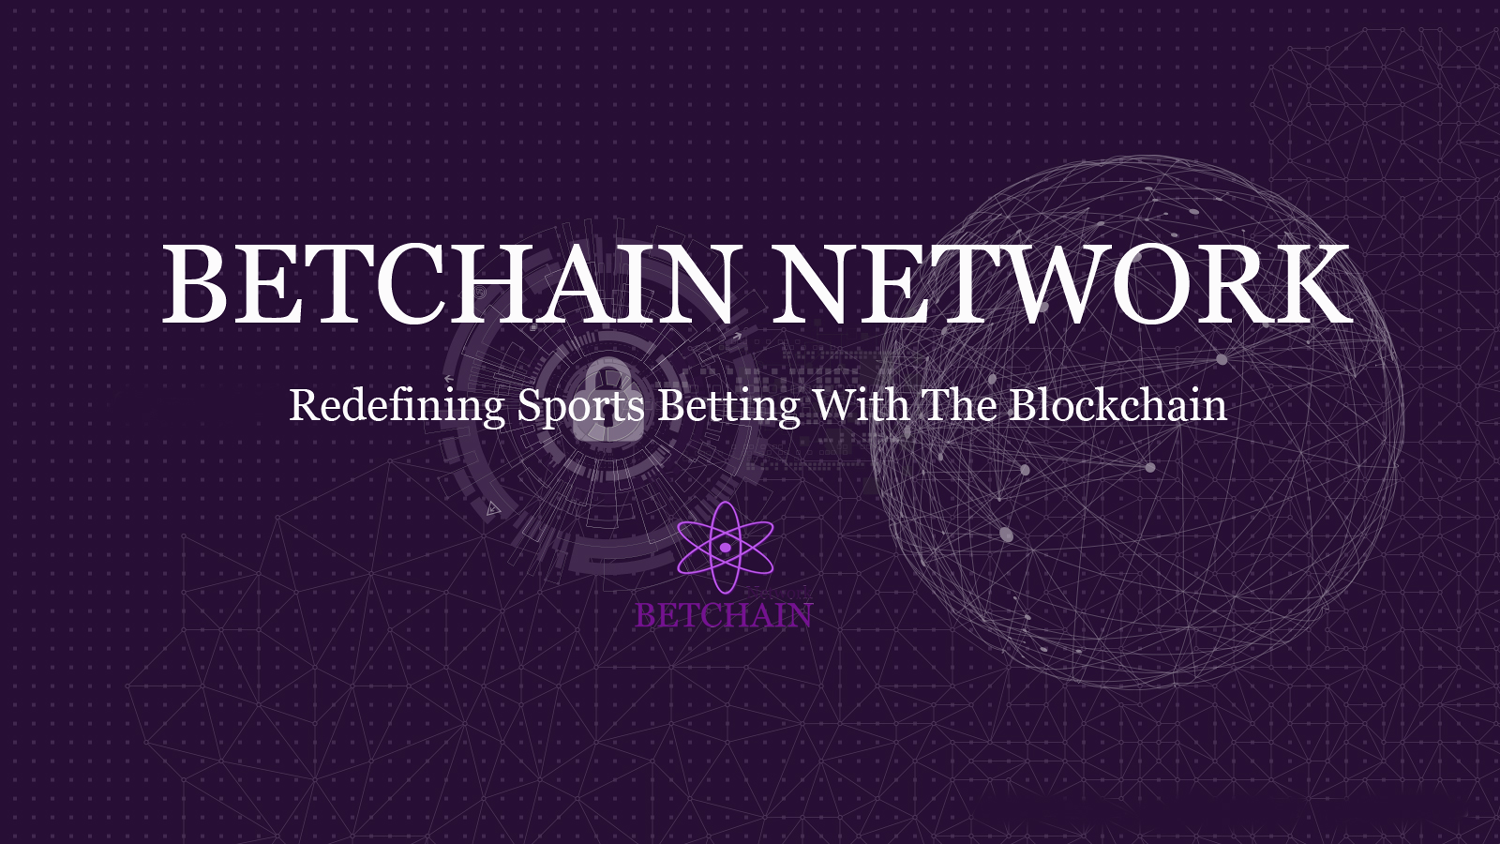 BETCHAIN NETWORK
Redefining Sports Betting With The Blockchain
BETCHAIN